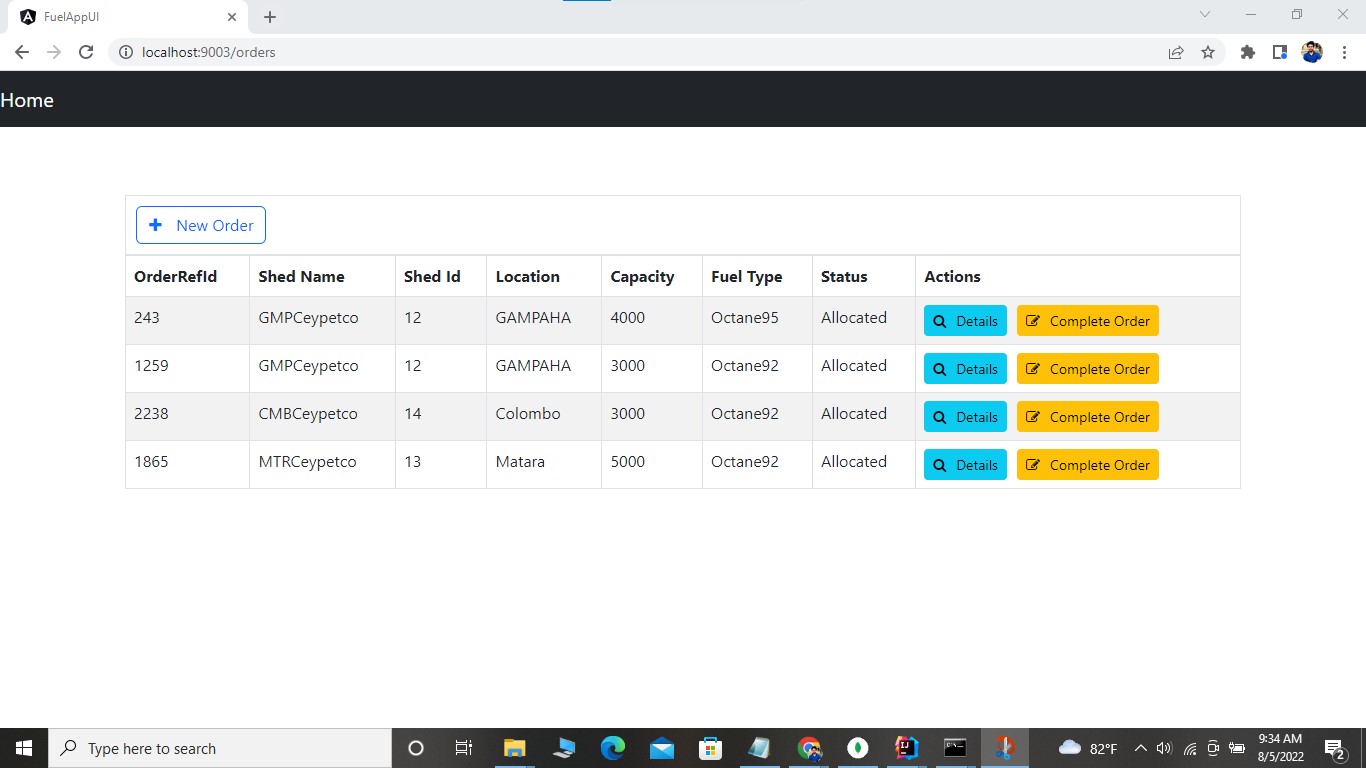 FuelAppUI
localhost:9003/orders
Home
New Order
OrderRefId Shed Name Shed Id Location Capacity Fuel Type Status Actions
243 GMPCeypetco 12 GAMPAHA 4000 Octane95 Allocated Details Complete Order
1259 GMPCeypetco 12 GAMPAHA 3000 Octane92 Allocated Details Complete Order
2238 CMBCeypetco 14 Colombo 3000 Octane92 Allocated Details Complete Order
1865 MTRCeypetco 13 Matara 5000 Octane92 Allocated Details Complete Order
Type here to search
82°F
9:34 AM
8/5/2022
2